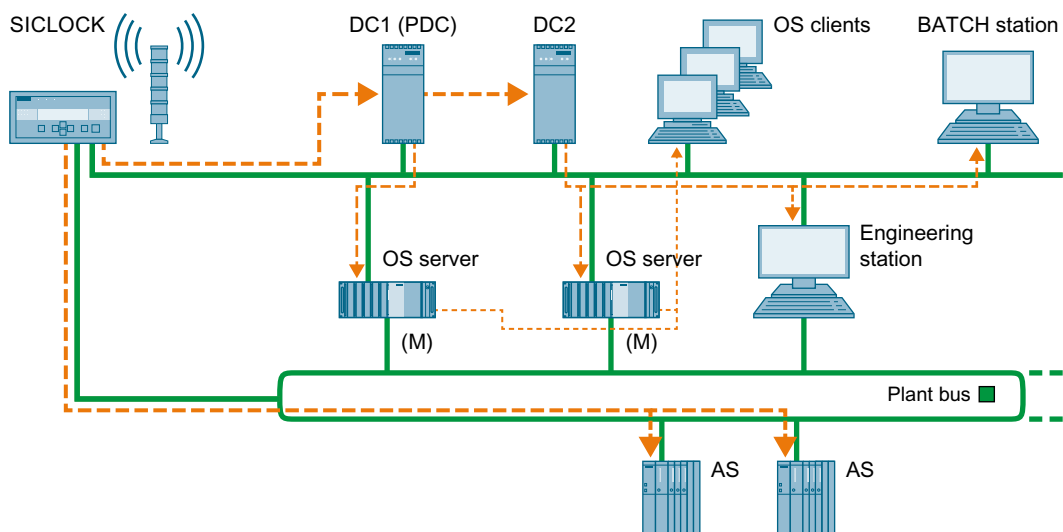 SICLOCK
DC1 (PDC)
DC2
OS clients
BATCH station
OS server
OS server
Engineering
station
(M)
(M)
Plant bus
AS
AS